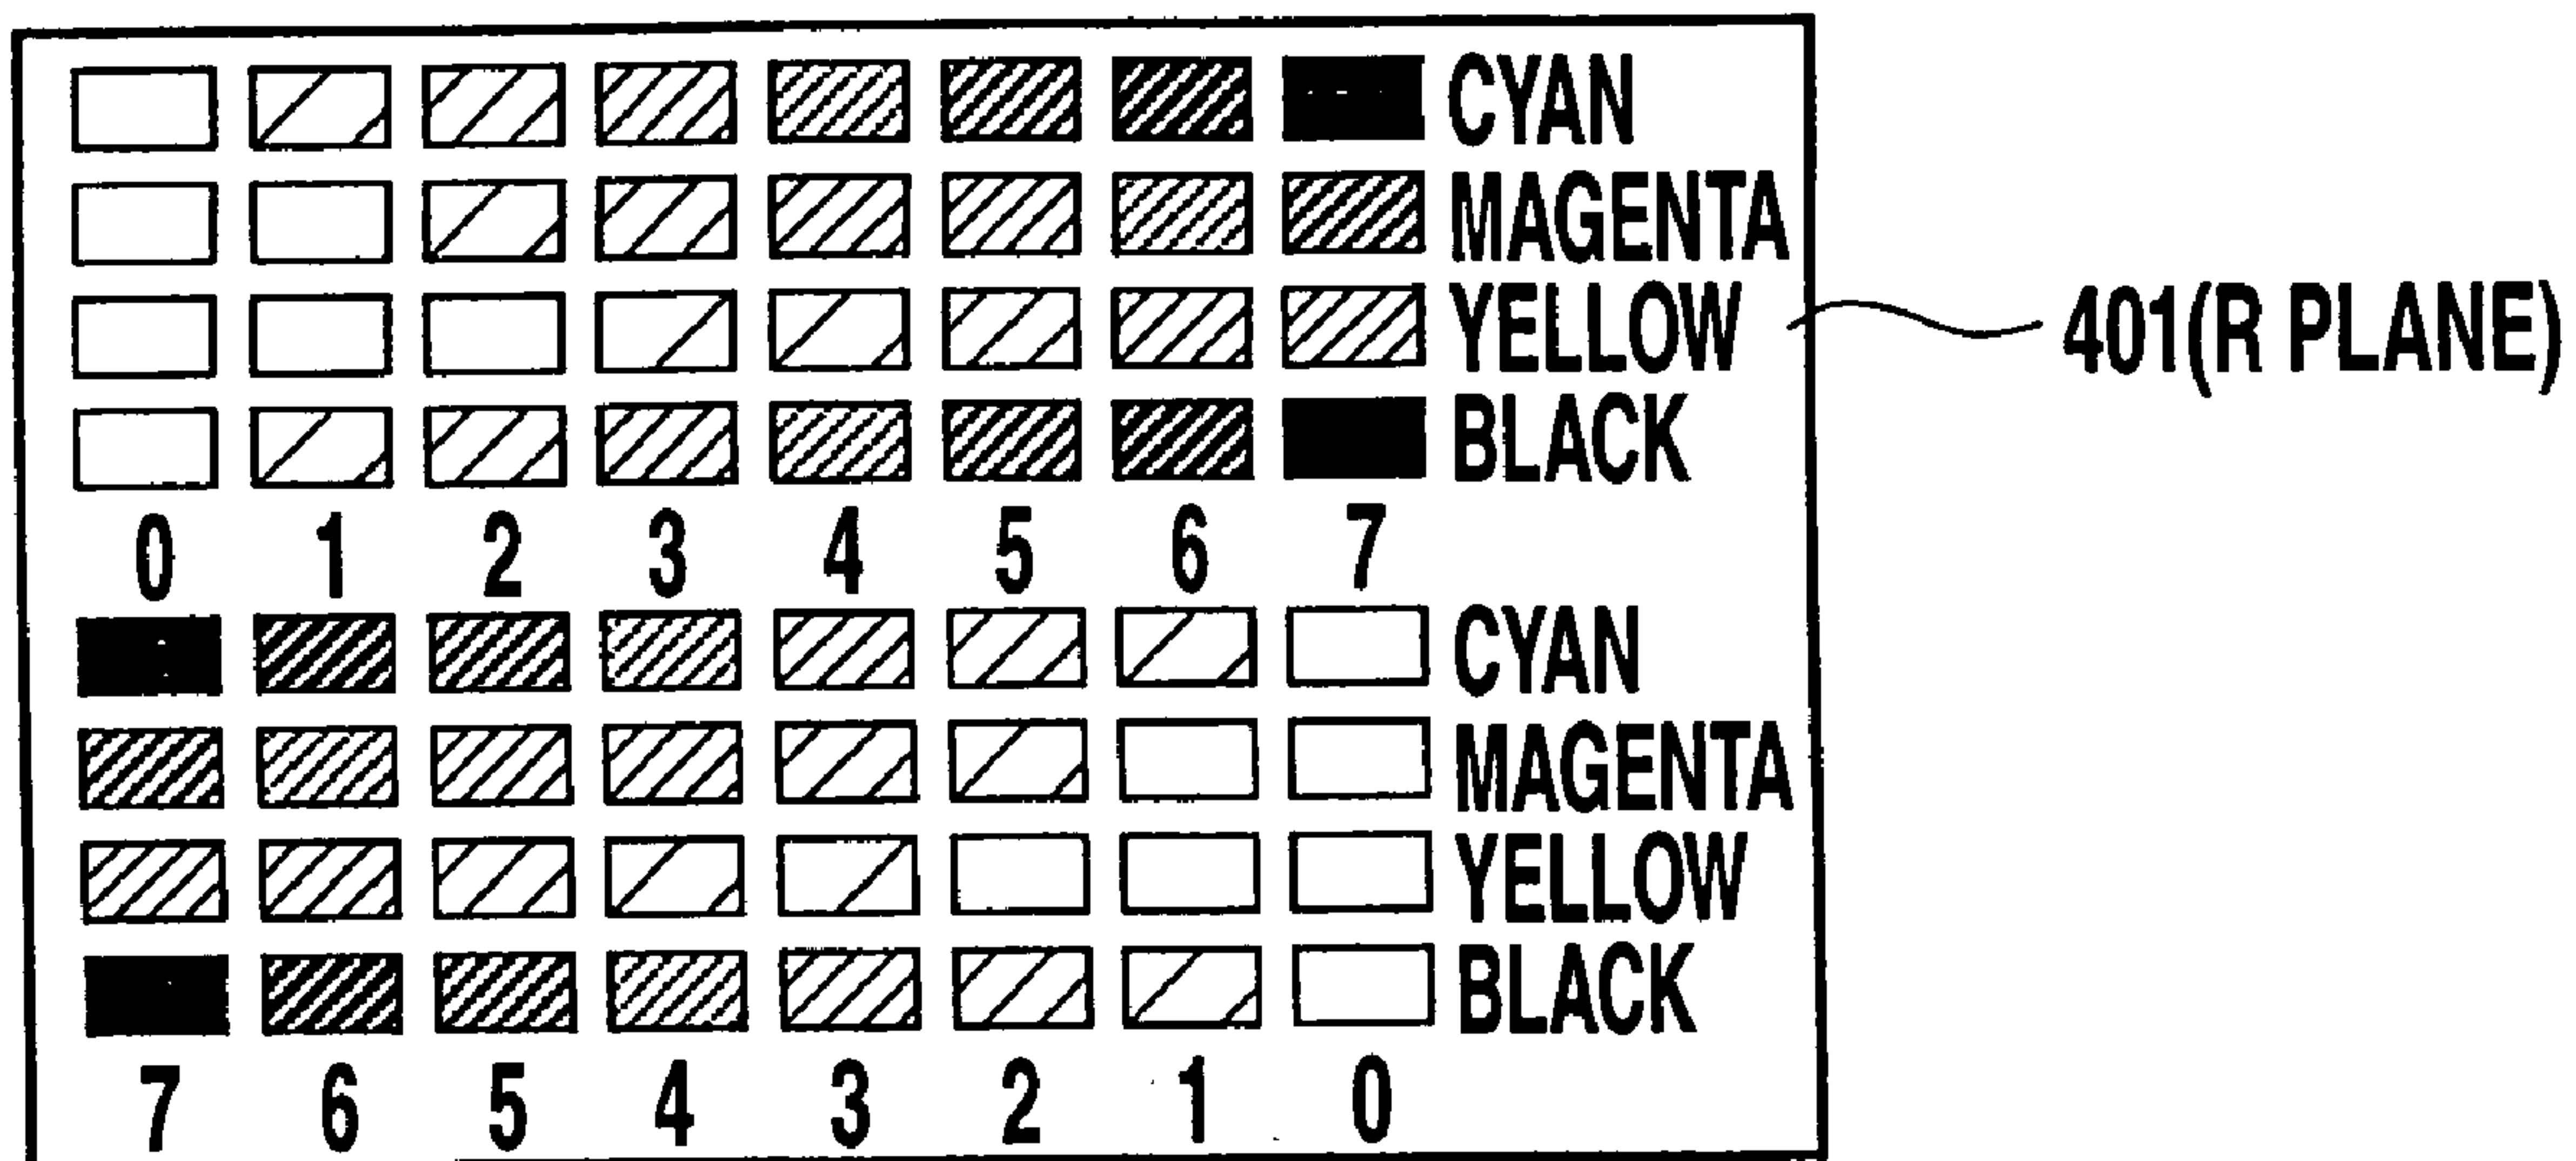 CYAN
MAGENTA
YELLOW
401(R PLANE)
BLACK
0 1 2 3 4 5 6 7
CYAN
MAGENTA
YELLOW
BLACK
7 6 5 4 3 2 1 0